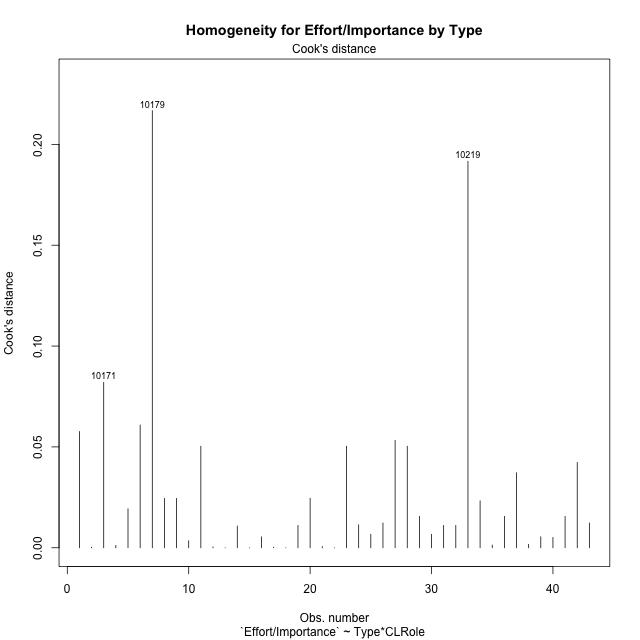 Homogeneity for Effort/Importance by Type
Cook's distance
10179
10219
10171
Cook's distance
0.20
0.15
0.10
0.05
0.00
0 10 20 30 40
Obs. number
`Effort/Importance` ~ Type*CLRole